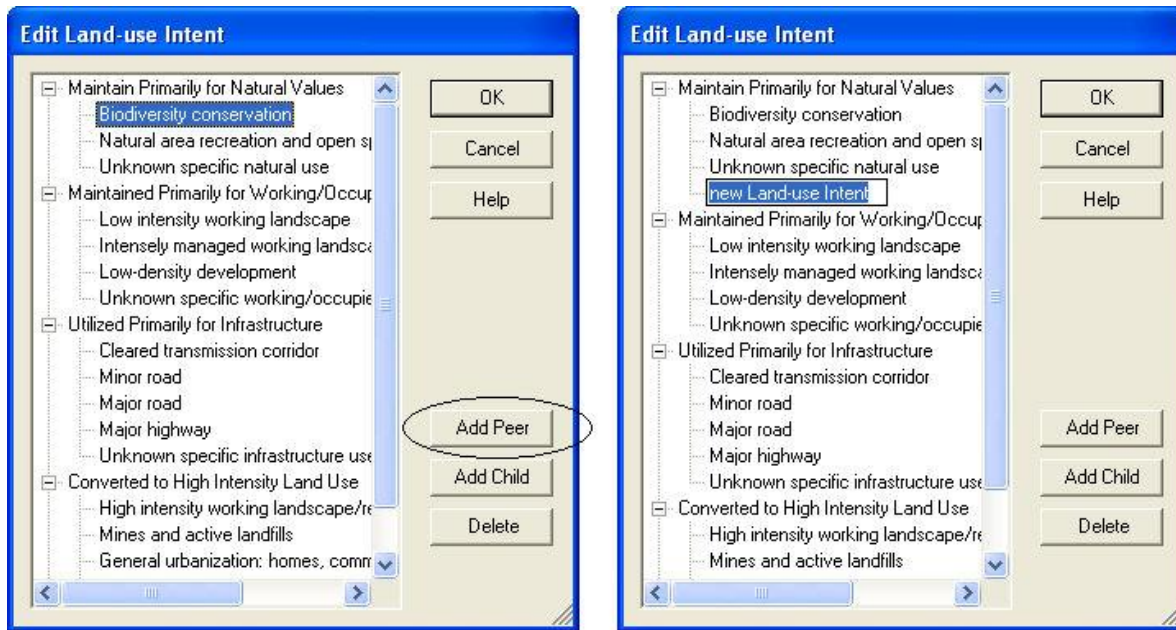 Edit Land-use Intent
Maintain Primarily for Natural Values
Biodiversity conservation
Natural area recreation and open
Unknown specific natural use
Maintained Primarily for Working/Occup
Low intensity working landscape
Intensely managed working landsca
Low-density development
Unknown specific working/occupie
Utilized Primarily for Infrastructure
Cleared transmission corridor
Minor road
Major road
Major highway
Unknown specific infrastructure use
Converted to High Intensity Land Use
High intensity working landscape/re
Mines and active landfills
General urbanization: homes, comm
OK
Cancel
Help
Add Peer
Add Child
Delete
Edit Land-use Intent
Maintain Primarily for Natural Values
Biodiversity conservation
Natural area recreation and open
Unknown specific natural use
new Land-use Intent
Maintained Primarily for Working/Occup
Low intensity working landscape
Intensely managed working landsca
Low-density development
Unknown specific working/occupie
Utilized Primarily for Infrastructure
Cleared transmission corridor
Minor road
Major road
Major highway
Unknown specific infrastructure use
Converted to High Intensity Land Use
High intensity working landscape/re
Mines and active landfills
OK
Cancel
Help
Add Peer
Add Child
Delete